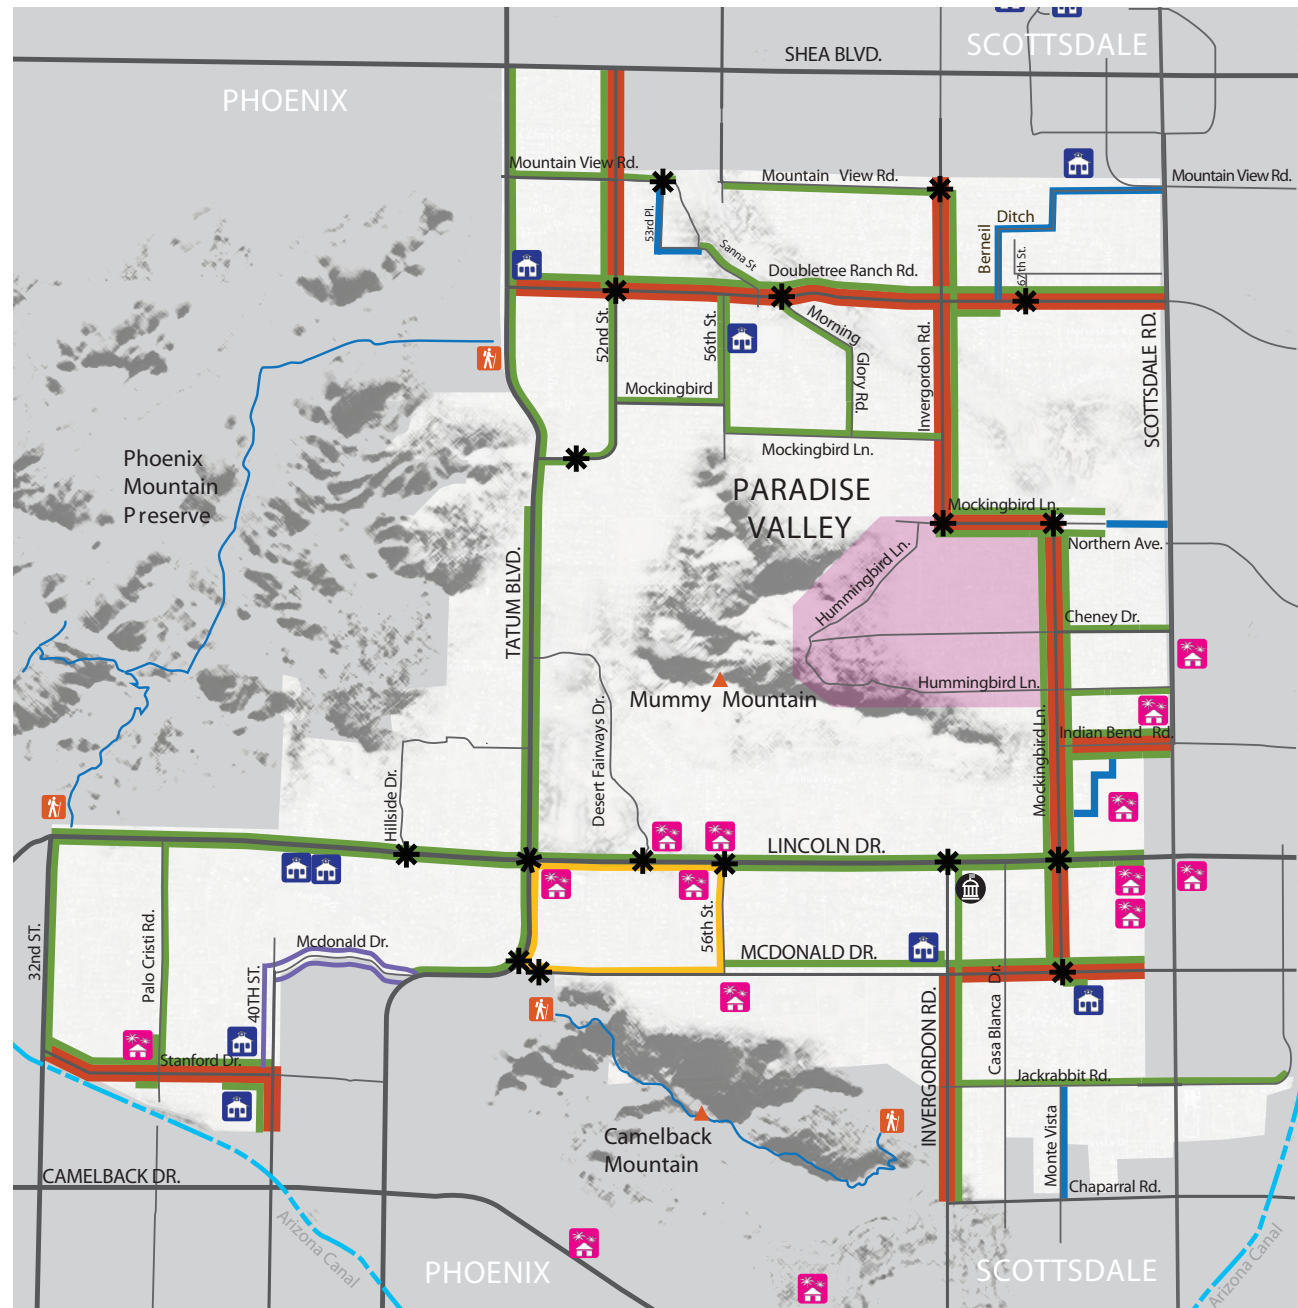 SCOTTSDALE
SHEA BLVD.
PHOENIX
Mountain View Rd.
Mountain View Rd.
Mountain View Rd.
53rd Pl.
Sanna St
Ditch
Berneil
67th St.
Doubletree Ranch Rd.
52nd St.
56th St.
Morning
Glory Rd.
Invergordon Rd.
SCOTTSDALE RD.
Mockingbird
Mockingbird Ln.
Phoenix
Mountain
Preserve
PARADISE
VALLEY
Mockingbird Ln.
Northern Ave.
Hummingbird Ln.
TATUM BLVD.
Cheney Dr.
Hummingbird Ln.
Mummy Mountain
Mockingbird Ln.
Indian Bend Rd.
Desert Fairways Dr.
Hillside Dr.
LINCOLN DR.
32nd ST.
Palo Cristi Rd.
Mcdonald Dr.
40TH ST.
56th St.
MCDONALD DR.
INVERGORDON RD.
Casa Blanca Dr.
Stanford Dr.
Jackrabbit Rd.
Camelback
Mountain
Monte Vista
CAMELBACK DR.
Chaparral Rd.
Arizona Canal
PHOENIX
SCOTTSDALE
Arizona Canal